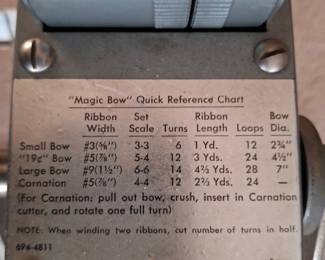 "Magic Bow" Quick Reference Chart
Ribbon Set Ribbon Bow
Width Scale Turns Length Loops Dia.
Small Bow #3(⅝") 3-3 6 1 Yd. 12 2¾"
"19¢" Bow #5(⅞") 5-4 12 3 Yds. 24 4½"
Large Bow #9(1½") 6-6 14 4⅔ Yds. 28 7"
Carnation #5(⅞") 4-4 12 2⅔ Yds. 24 —
(For Carnation: pull out bow, crush, insert in Carnation
cutter, and rotate one full turn)
NOTE: When winding two ribbons, cut number of turns in half.
694-4811